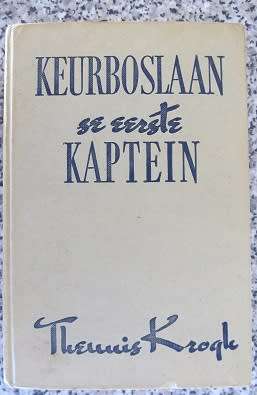 KEURBOSLAAN
se eerste
KAPTEIN
Theunis Krogh